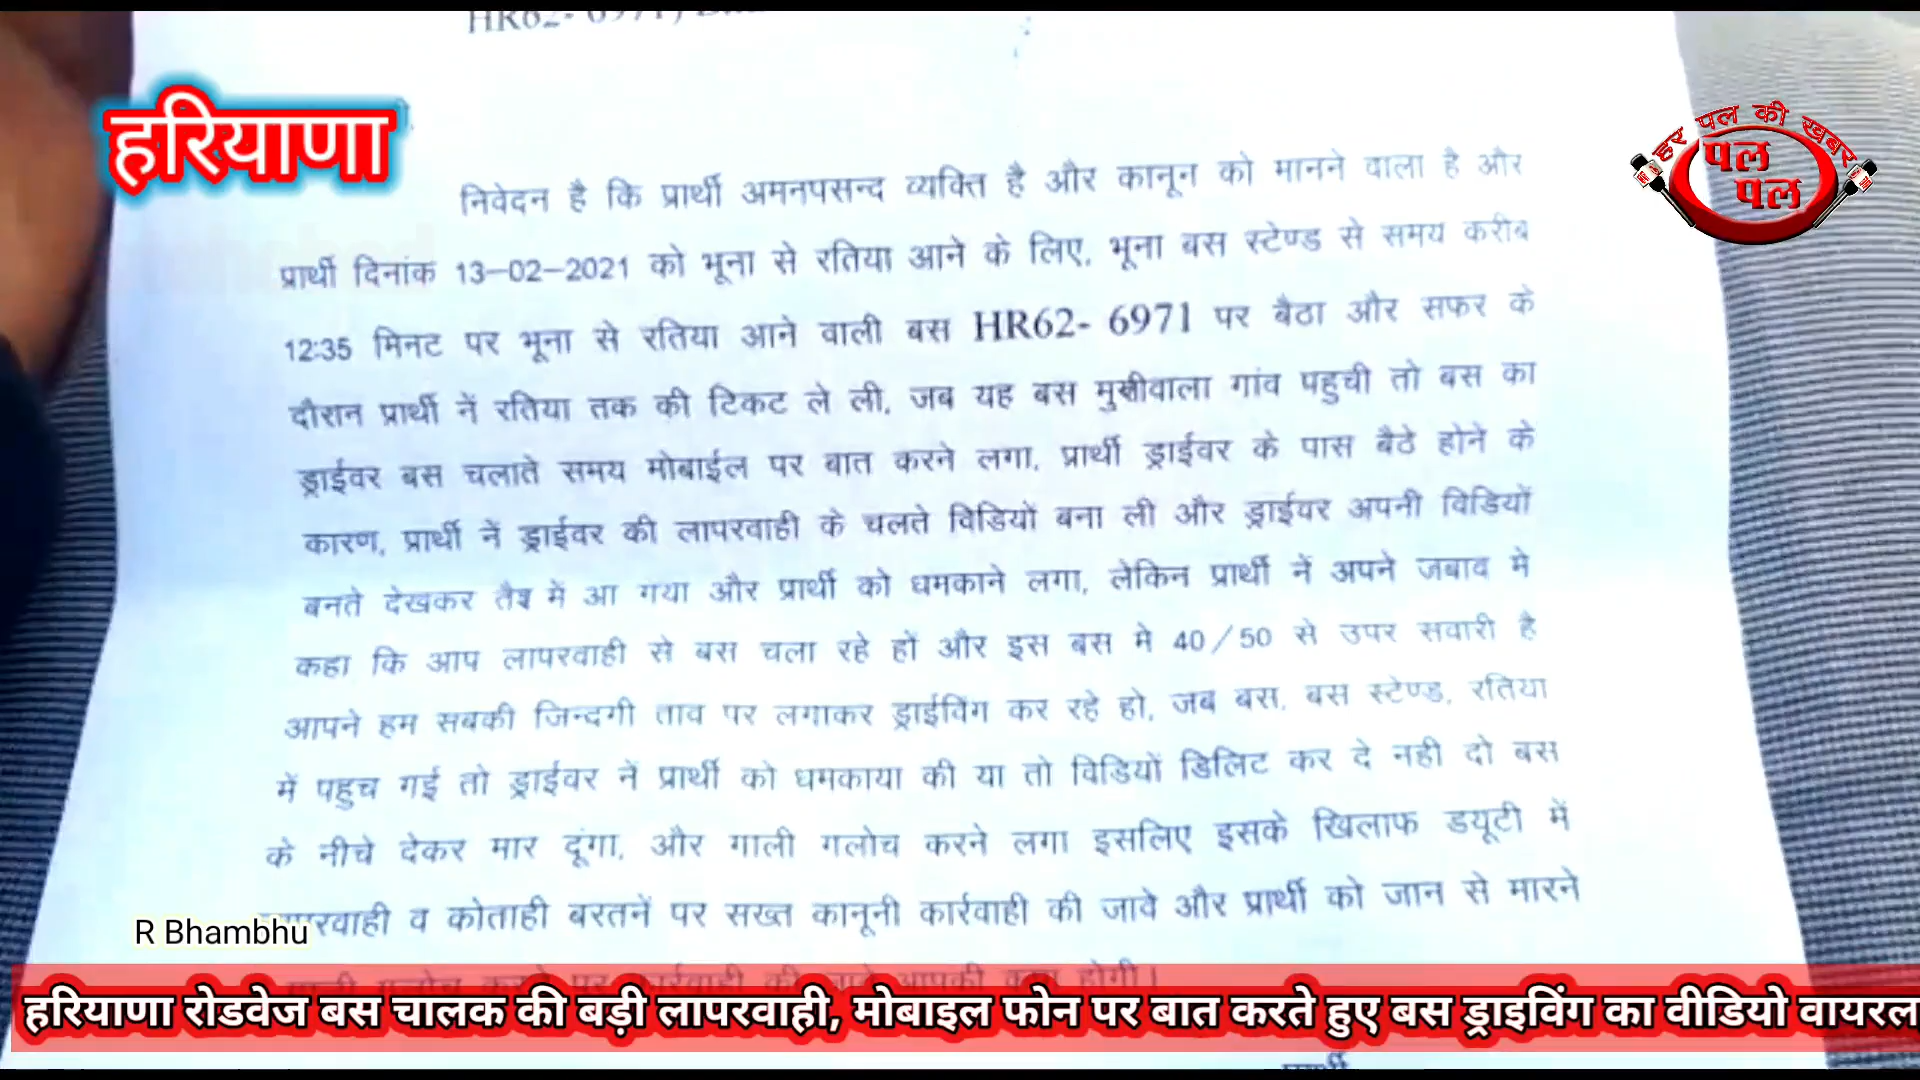 HR62- 6971,
हरियाणा
हर पल की खबर
पल
पल
निवेदन है कि प्रार्थी अमनपसन्द व्यक्ति है और कानून को मानने वाला है और
प्रार्थी दिनांक 13-02-2021 को भूना से रतिया आने के लिए, भूना बस स्टेण्ड से समय करीब
12:35 मिनट पर भूना से रतिया आने वाली बस HR62- 6971 पर बैठा और सफर के
दौरान प्रार्थी नें रतिया तक की टिकट ले ली, जब यह बस गांव पहुची तो बस का
ड्राईवर बस चलाते समय मोबाईल पर बात करने लगा, प्रार्थी ड्राईवर के पास बैठे होने के
कारण, प्रार्थी नें ड्राईवर की लापरवाही के चलते विडियों बना ली और ड्राईवर अपनी विडियों
बनते देखकर तैश में आ गया और प्रार्थी को धमकाने लगा, लेकिन प्रार्थी नें अपने जबाव मे
कहा कि आप लापरवाही से बस चला रहे हों और इस बस मे 40/50 से उपर सवारी है
आपने हम सबकी जिन्दगी ताव पर लगाकर ड्राईविंग कर रहे हो, जब बस, बस स्टेण्ड, रतिया
में पहुच गई तो ड्राईवर नें प्रार्थी को धमकाया की या तो विडियों डिलिट कर दे नही दो बस
के नीचे देकर मार दूंगा, और गाली गलोच करने लगा इसलिए इसके खिलाफ डयूटी में
व कोताही बरतनें पर सख्त कानूनी कार्रवाही की जावे और प्रार्थी को जान से मारने
R Bhambhu
हरियाणा रोडवेज बस चालक की बड़ी लापरवाही, मोबाइल फोन पर बात करते हुए बस ड्राइविंग का वीडियो वायरल